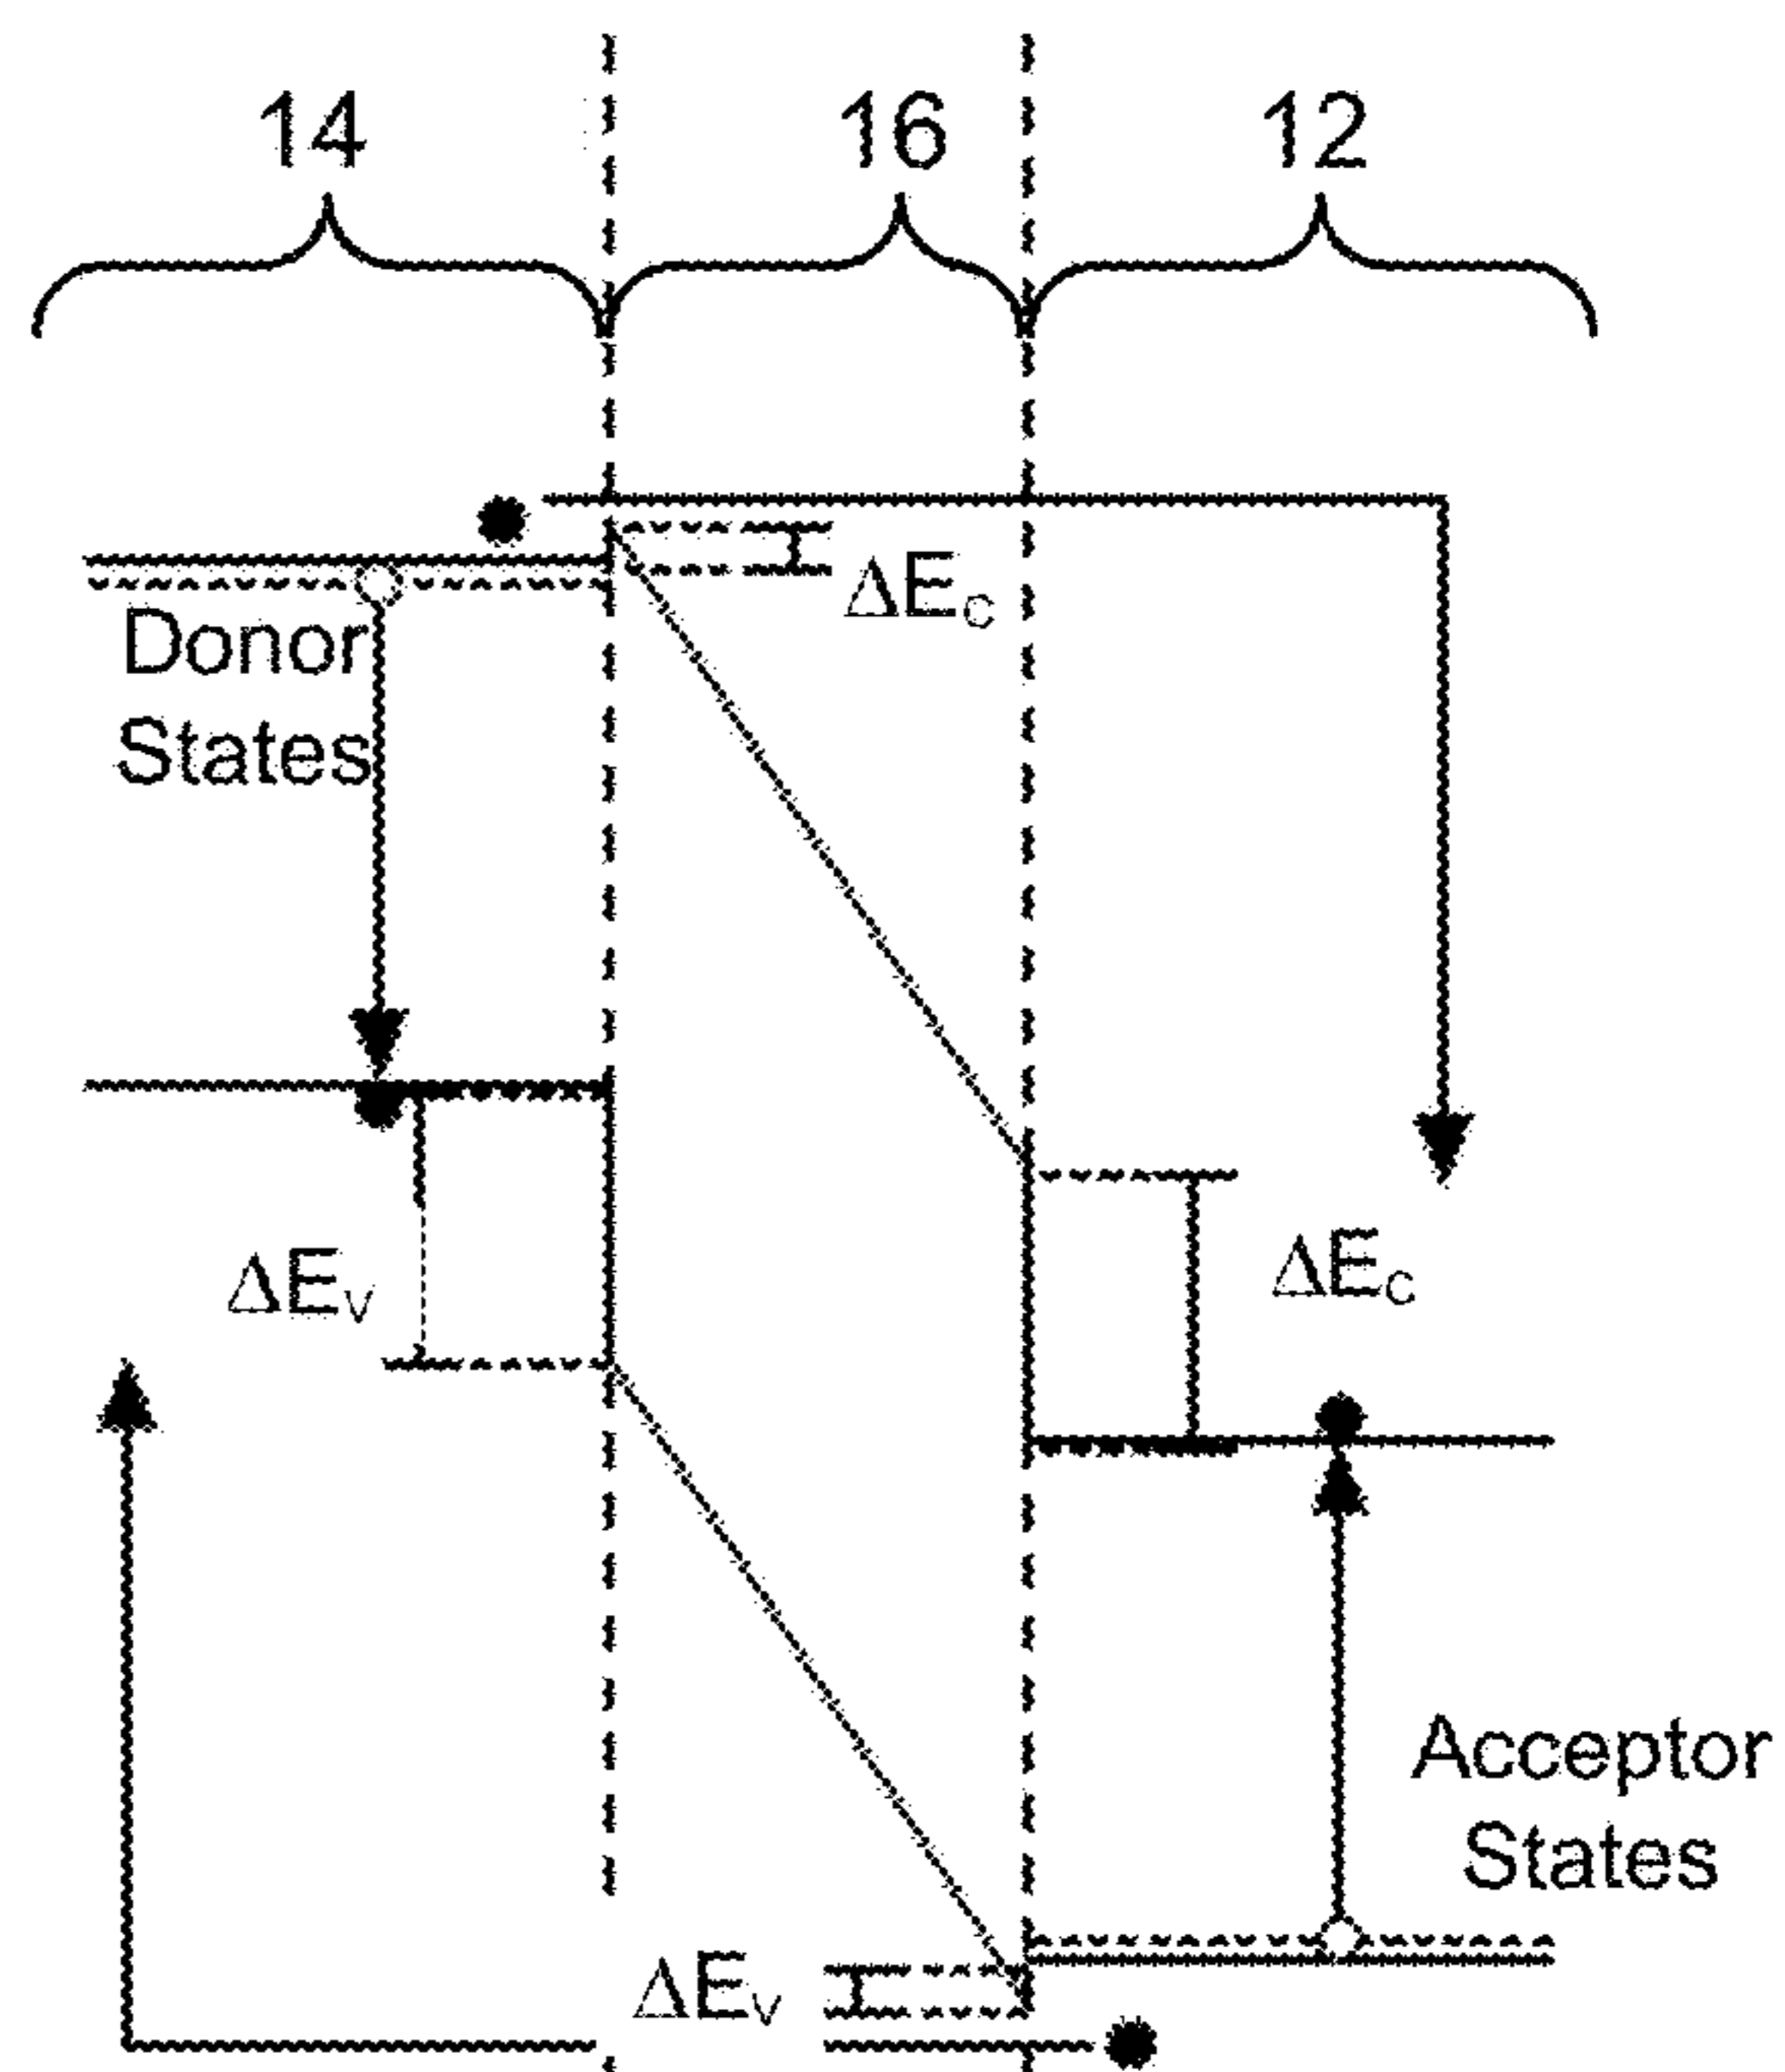 14 16 12
ΔEC
Donor
States
ΔEV
ΔEC
Acceptor
States
ΔEV